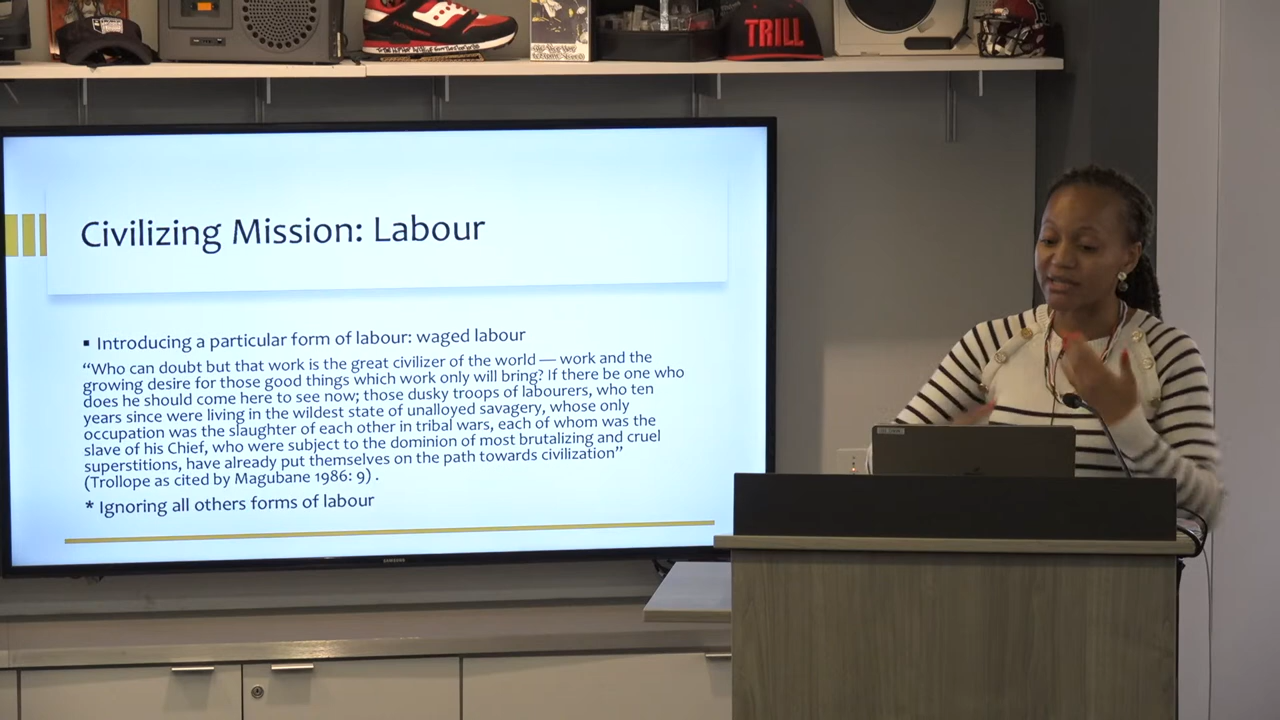 TRILL
Civilizing Mission: Labour
▪ Introducing a particular form of labour: waged labour
“Who can doubt but that work is the great civilizer of the world — work and the
growing desire for those good things which work only will bring? If there be one who
does he should come here to see now; those dusky troops of labourers, who ten
years since were living in the wildest state of unalloyed savagery, whose only
occupation was the slaughter of each other in tribal wars, each of whom was the
slave of his Chief, who were subject to the dominion of most brutalizing and cruel
superstitions, have already put themselves on the path towards civilization”
(Trollope as cited by Magubane 1986: 9) .
* Ignoring all others forms of labour
SAMSUNG